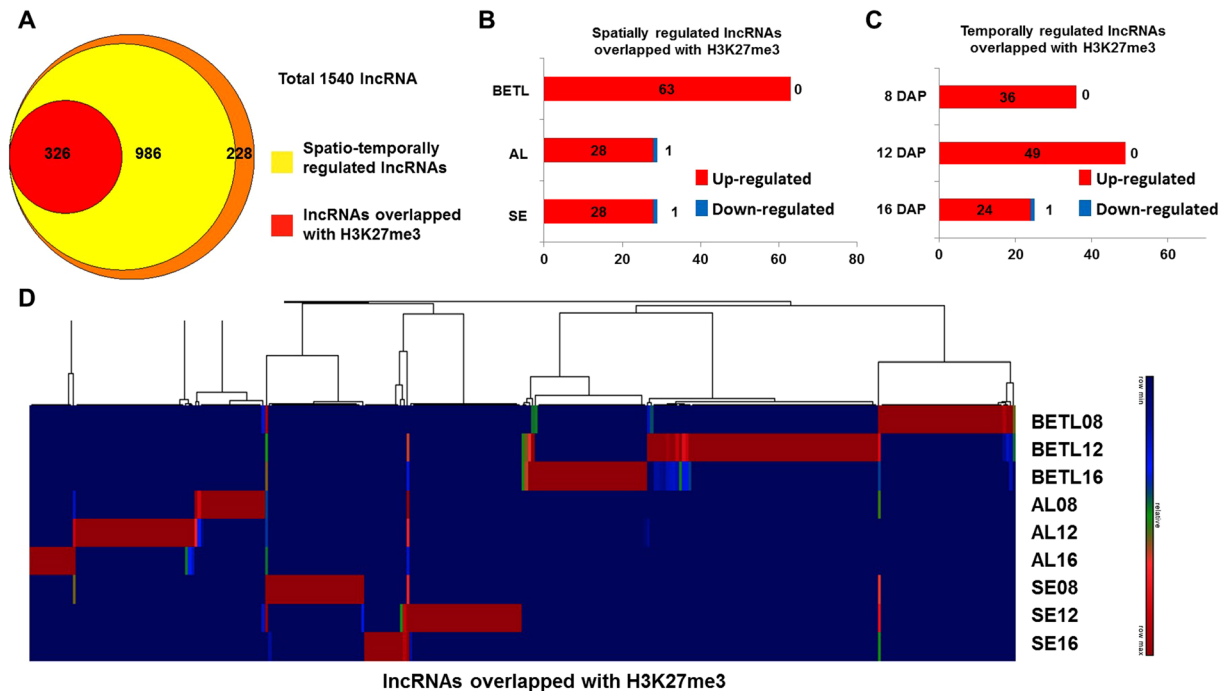 A
Total 1540 lncRNA
326
986
228
Spatio-temporally
regulated lncRNAs
lncRNAs overlapped
with H3K27me3
B
Spatially regulated lncRNAs
overlapped with H3K27me3
BETL
63
0
AL
28
1
SE
28
1
Up-regulated
Down-regulated
0
20
40
60
80
C
Temporally regulated lncRNAs
overlapped with H3K27me3
8 DAP
36
0
12 DAP
49
0
16 DAP
24
1
Up-regulated
Down-regulated
0
20
40
60
D
BETL08
BETL12
BETL16
AL08
AL12
AL16
SE08
SE12
SE16
row min
relative
row max
lncRNAs overlapped with H3K27me3